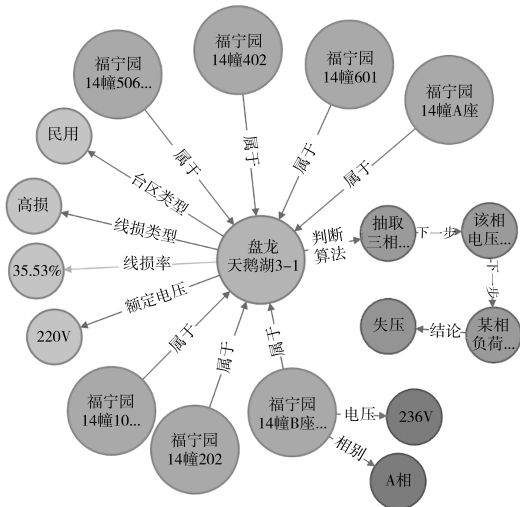 福宁园
14幢402
福宁园
14幢506...
福宁园
14幢601
福宁园
14幢A座
属于
属于
属于
属于
民用
台区类型
高损
线损类型
35.53%
线损率
220V
额定电压
盘龙
天鹅湖3-1
判断
算法
抽取
三相...
下一步
该相
电压...
下一步
某相
负荷...
结论
失压
属于
属于
属于
福宁园
14幢10...
福宁园
14幢202
福宁园
14幢B座...
电压
236V
相别
A相